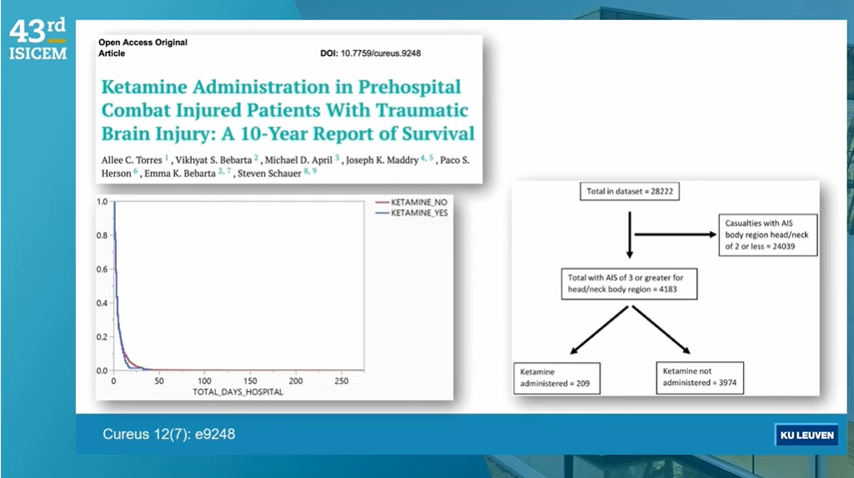 43rd
ISICEM
Open Access Original
Article
DOI: 10.7759/cureus.9248
Ketamine Administration in Prehospital
Combat Injured Patients With Traumatic
Brain Injury: A 10-Year Report of Survival
Allee C. Torres 1 , Vikhyat S. Bebarta 2 , Michael D. April 3 , Joseph K. Maddry 4, 5 , Paco S.
Herson 6 , Emma K. Bebarta 2, 7 , Steven Schauer 8, 9
1.0
0.8
0.6
0.4
0.2
0.0
0
50
100
150
200
250
TOTAL_DAYS_HOSPITAL
KETAMINE_NO
KETAMINE_YES
Total in dataset = 28222
Casualties with AIS
body region head/neck
of 2 or less = 24039
Total with AIS of 3 or greater for
head/neck body region = 4183
Ketamine
administered = 209
Ketamine not
administered = 3974
Cureus 12(7): e9248
KU LEUVEN